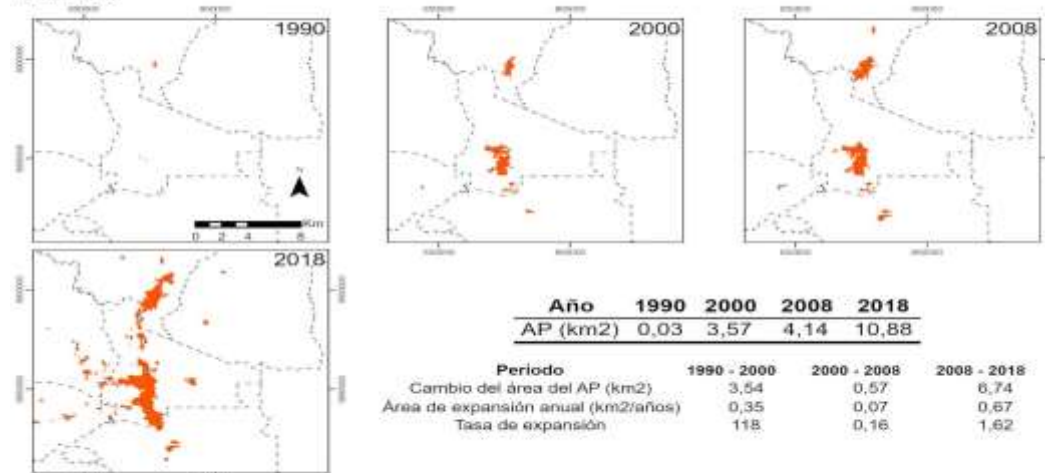 1990
2000
2008
N
Km
0 2 4 8
2018
Año 1990 2000 2008 2018
AP (km2) 0,03 3,57 4,14 10,88
Periodo 1990 - 2000 2000 - 2008 2008 - 2018
Cambio del área del AP (km2) 3,54 0,57 6,74
Área de expansión anual (km2/años) 0,35 0,07 0,67
Tasa de expansión 118 0,16 1,62